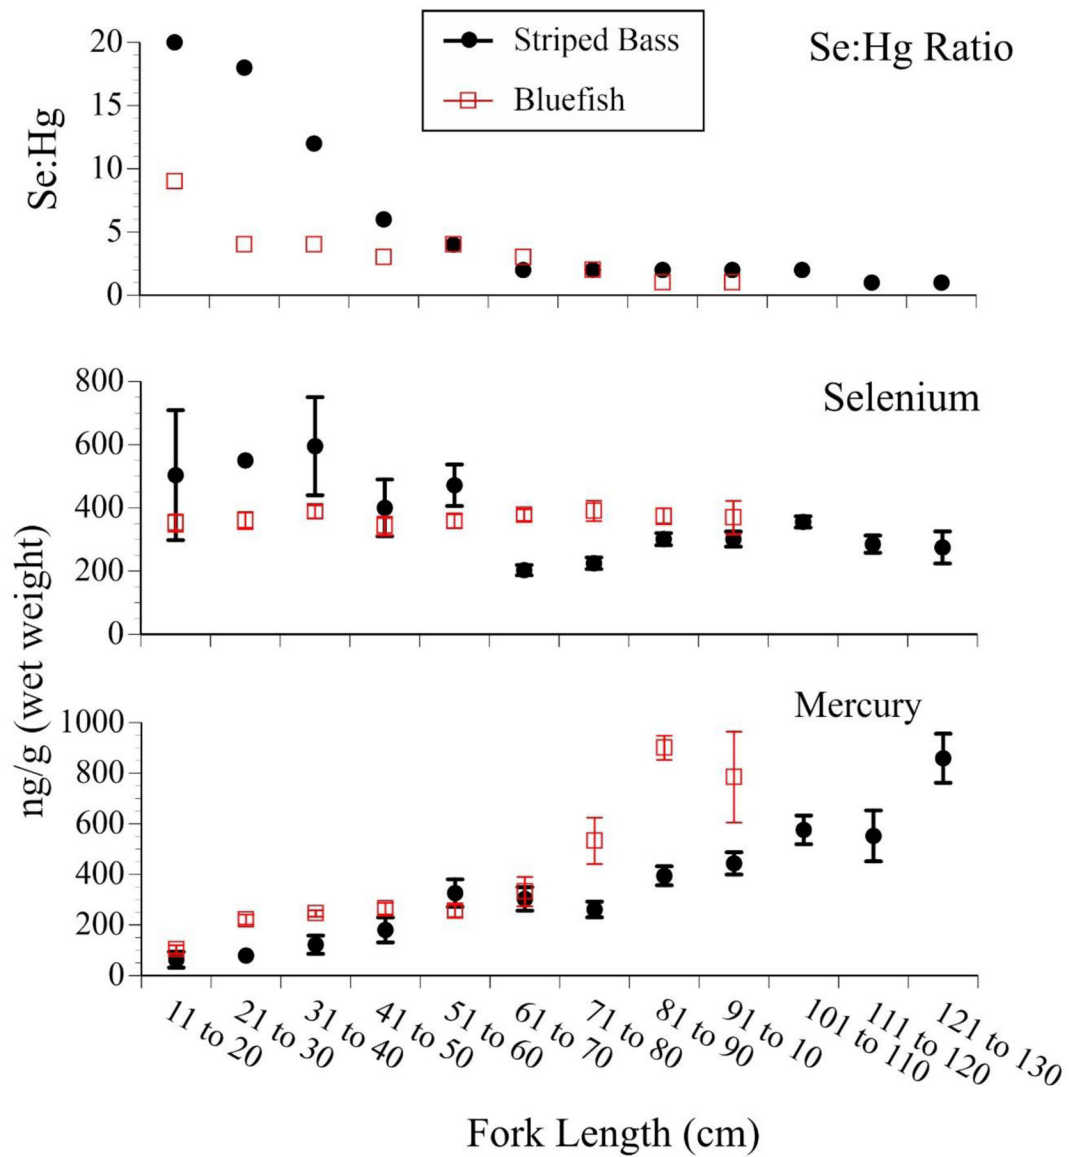 Striped Bass
Bluefish
Se:Hg Ratio
Se:Hg
20
15
10
5
0
Selenium
800
600
400
200
0
ng/g (wet weight)
Mercury
1000
800
600
400
200
0
11 to 20
21 to 30
31 to 40
41 to 50
51 to 60
61 to 70
71 to 80
81 to 90
91 to 10
101 to 110
111 to 120
121 to 130
Fork Length (cm)